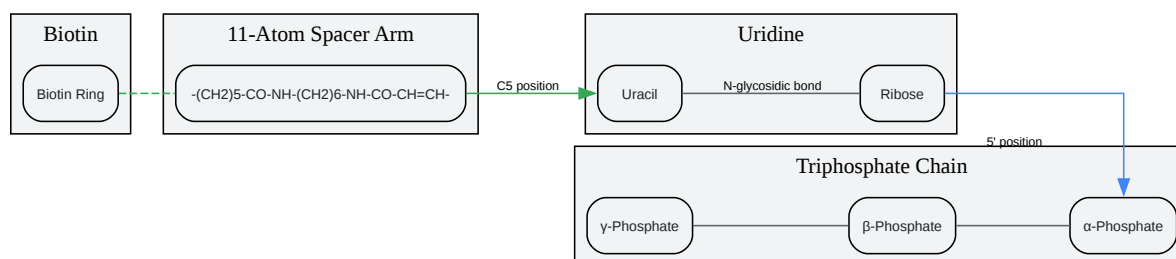 Biotin
11-Atom Spacer Arm
Uridine
Biotin Ring
-(CH2)5-CO-NH-(CH2)6-NH-CO-CH=CH-
C5 position
Uracil
N-glycosidic bond
Ribose
5' position
Triphosphate Chain
γ-Phosphate
β-Phosphate
α-Phosphate